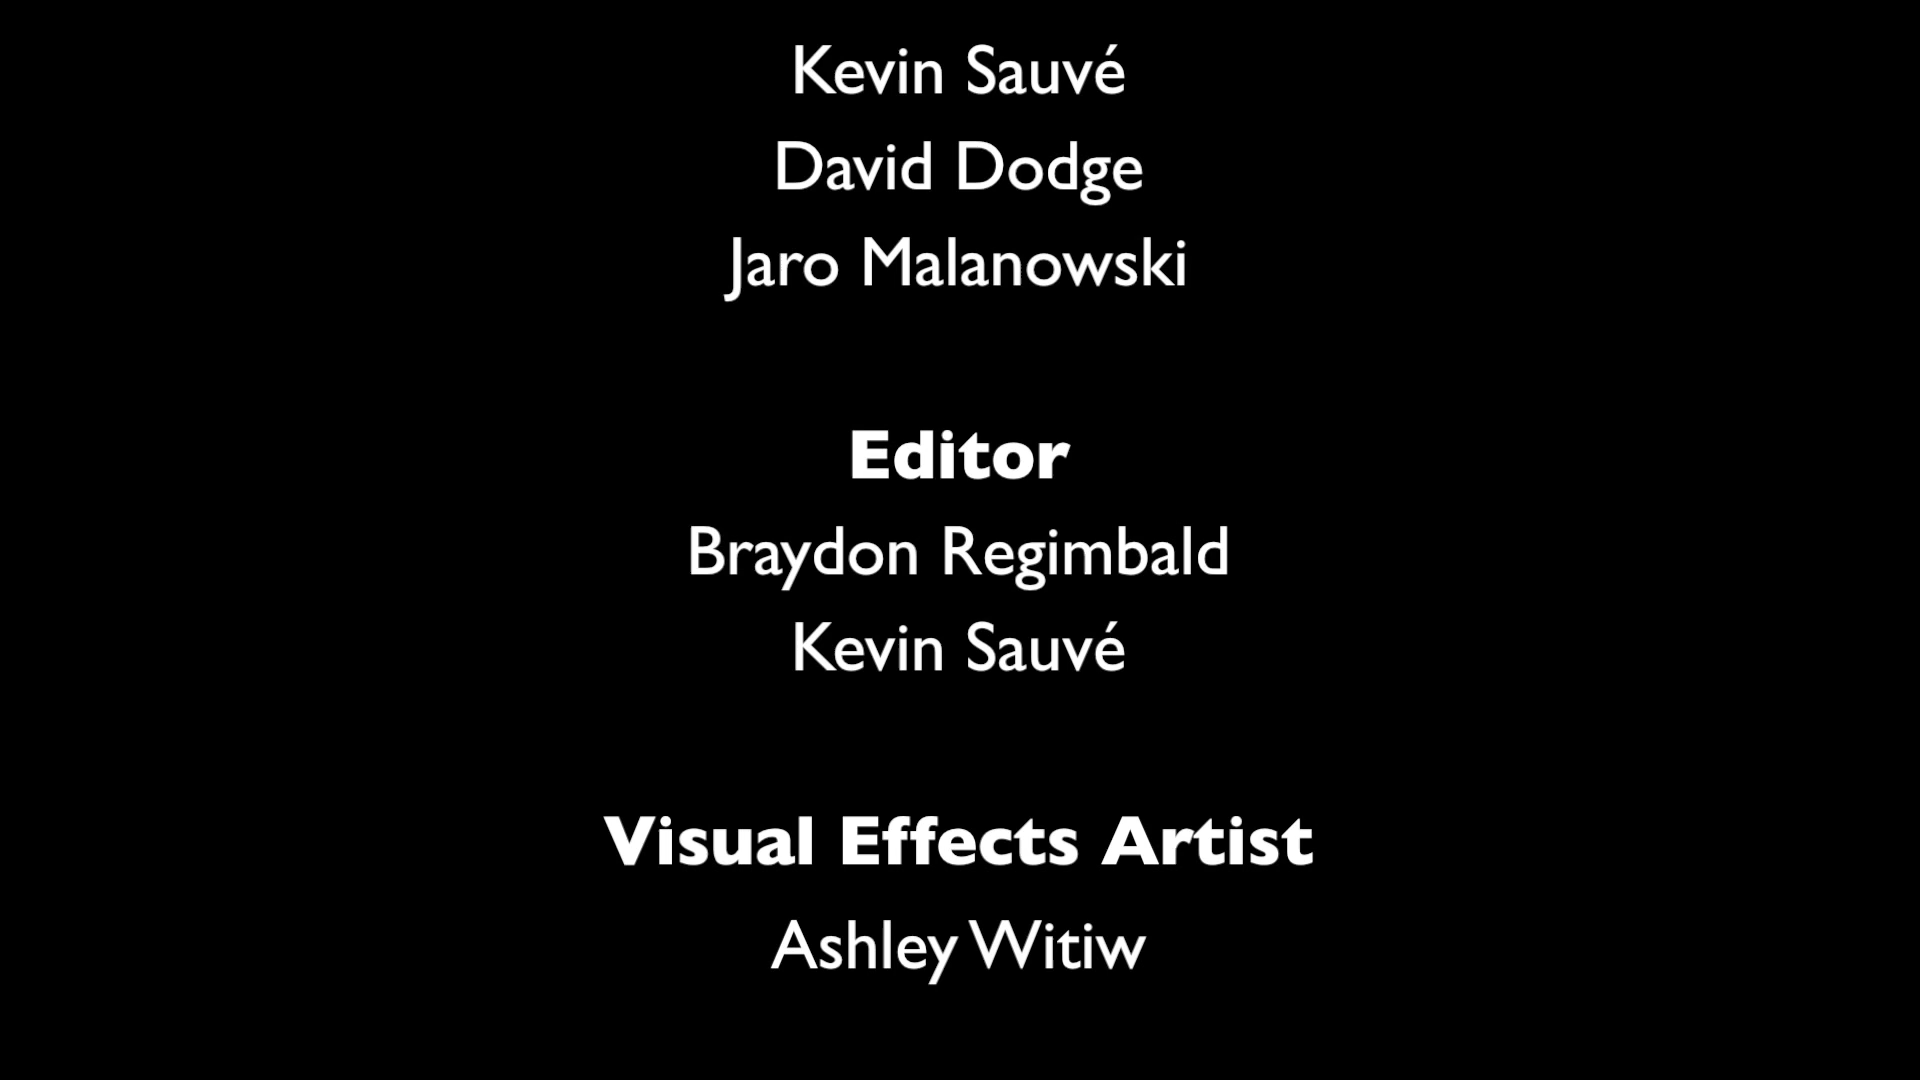 Kevin Sauvé
David Dodge
Jaro Malanowski
Editor
Braydon Regimbald
Kevin Sauvé
Visual Effects Artist
Ashley Witiw